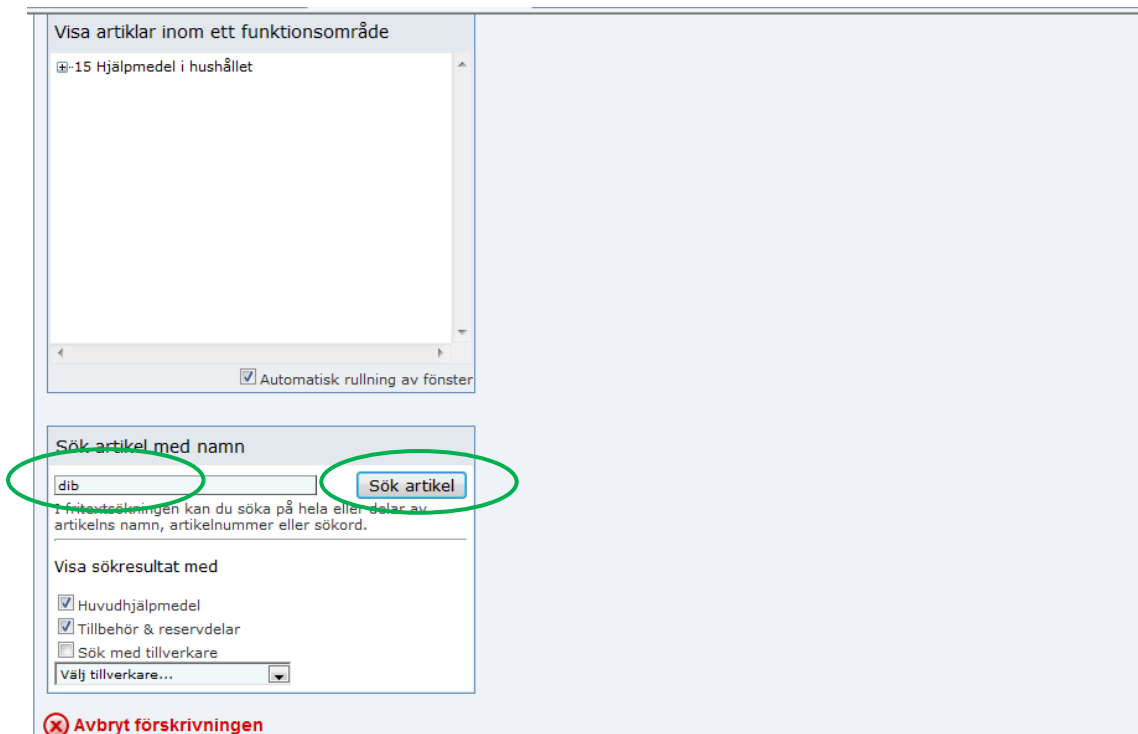 Visa artiklar inom ett funktionsområde
15 Hjälpmedel i hushållet
Automatisk rullning av fönster
Sök artikel med namn
dib
Sök artikel
I fritextsökningen kan du söka på hela eller delar av
artikelns namn, artikelnummer eller sökord.
Visa sökresultat med
Huvudhjälpmedel
Tillbehör & reservdelar
Sök med tillverkare
Välj tillverkare...
Avbryt förskrivningen